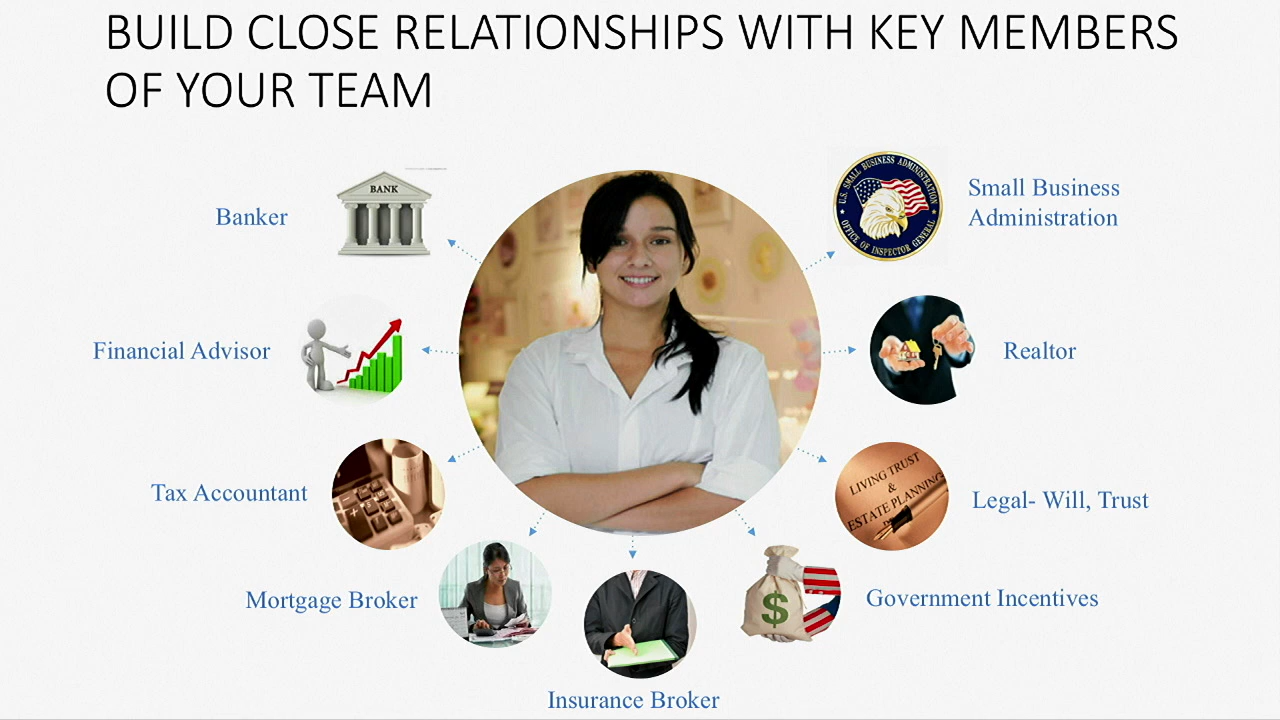 BUILD CLOSE RELATIONSHIPS WITH KEY MEMBERS
OF YOUR TEAM
BANK
Banker
U.S. SMALL BUSINESS ADMINISTRATION
OFFICE OF INSPECTOR GENERAL
Small Business
Administration
Financial Advisor
Realtor
Tax Accountant
LIVING TRUST
&
ESTATE PLANNING
Legal- Will, Trust
Mortgage Broker
$
Government Incentives
Insurance Broker